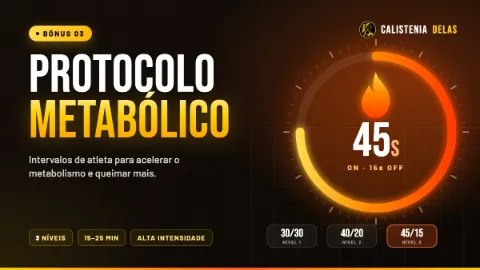 BÔNUS 03
CALISTENIA DELAS
PROTOCOLO
METABÓLICO
Intervalos de atleta para acelerar o
metabolismo e queimar mais.
45s
ON · 15s OFF
3 NÍVEIS
15–25 MIN
ALTA INTENSIDADE
30/30
NÍVEL 1
40/20
NÍVEL 2
45/15
NÍVEL 3